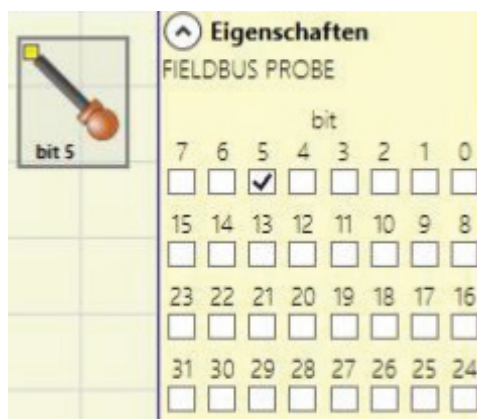 bit 5
Eigenschaften
FIELDBUS PROBE
bit
7 6 5 4 3 2 1 0
15 14 13 12 11 10 9 8
23 22 21 20 19 18 17 16
31 30 29 28 27 26 25 24